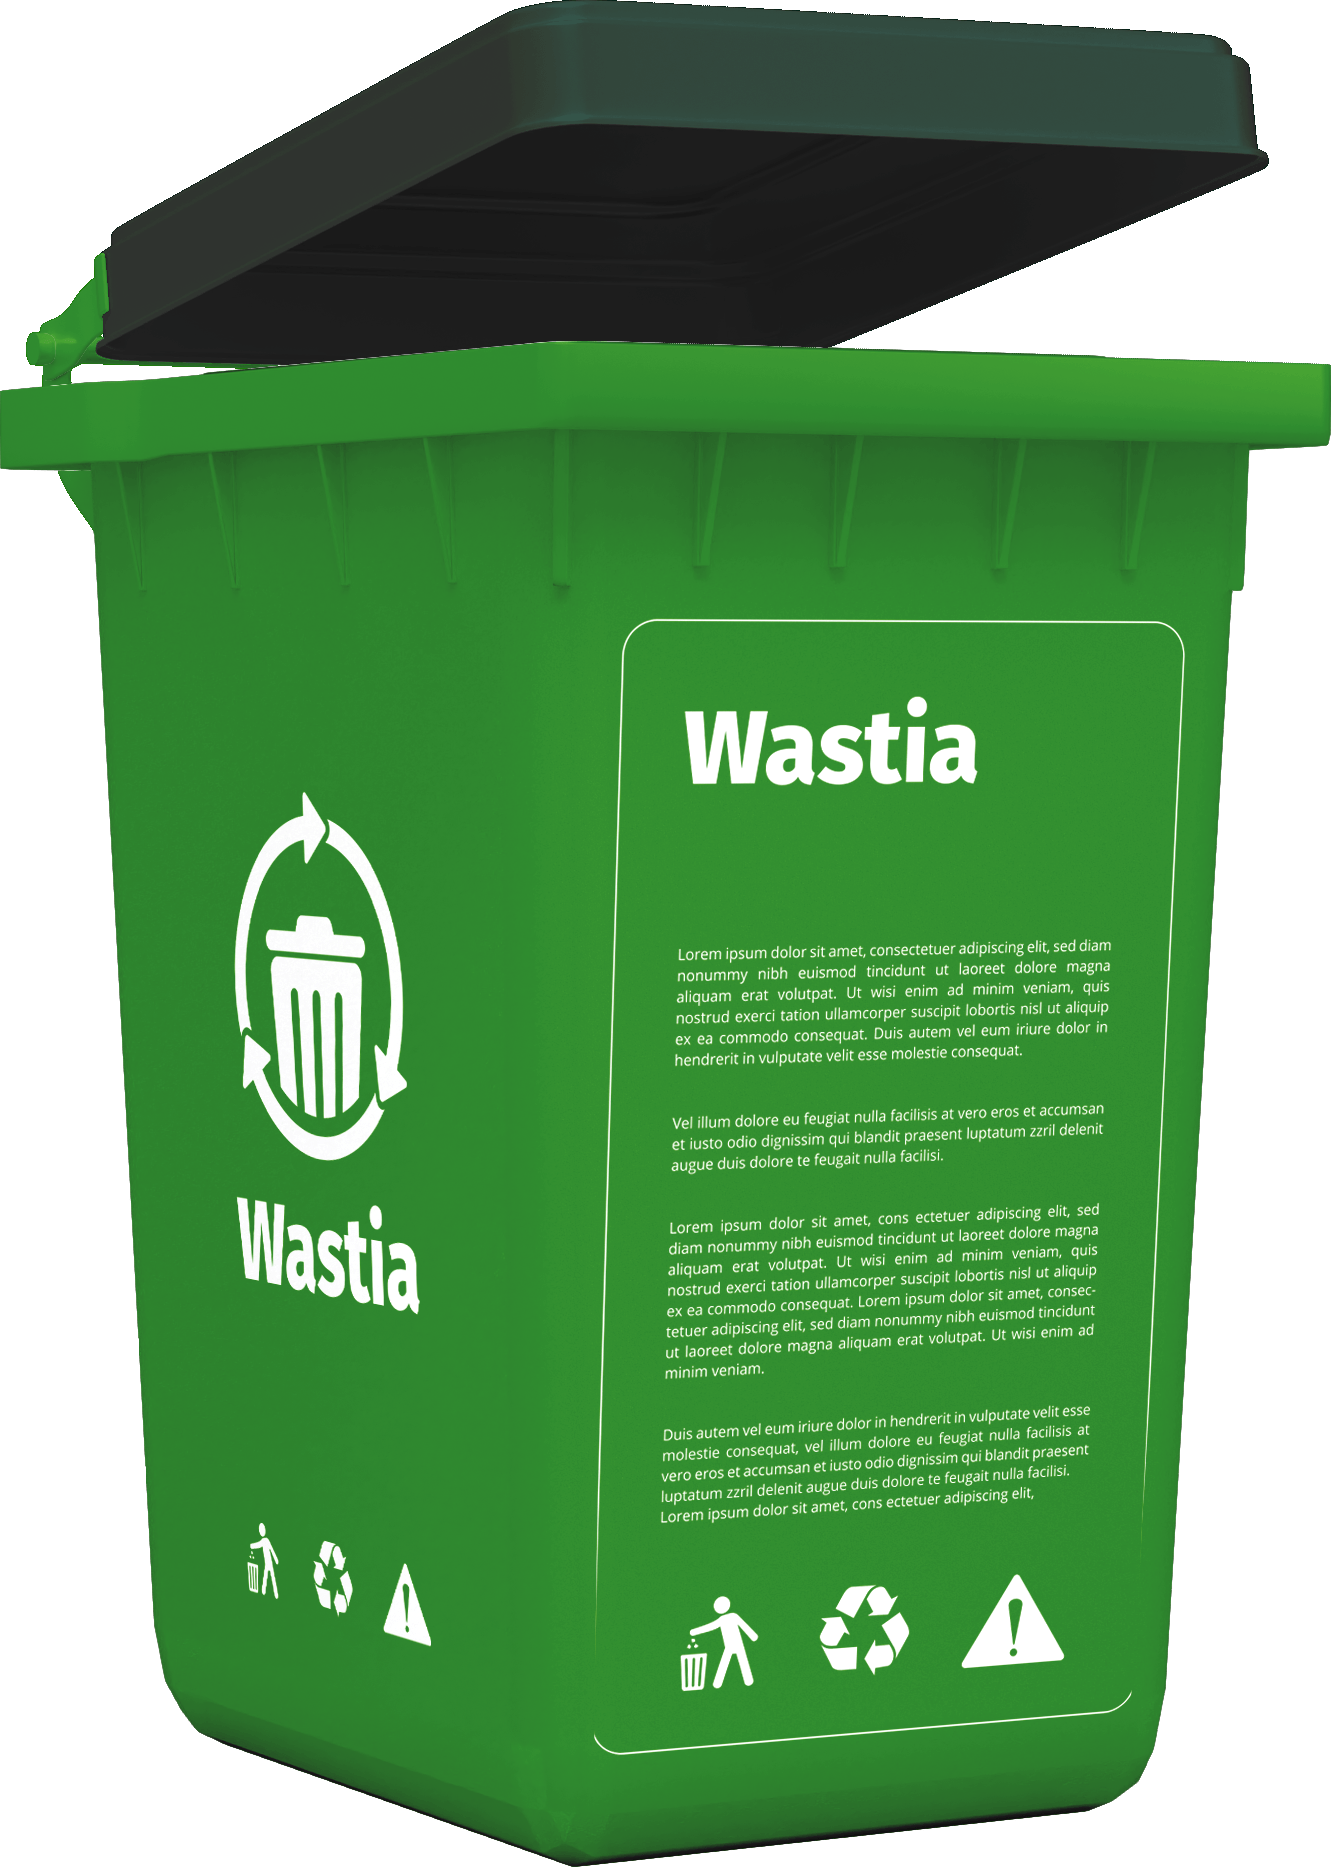 Wastia
Wastia
Lorem ipsum dolor sit amet, consectetuer adipiscing elit, sed diam
nonummy nibh euismod tincidunt ut laoreet dolore magna
aliquam erat volutpat. Ut wisi enim ad minim veniam, quis
nostrud exerci tation ullamcorper suscipit lobortis nisl ut aliquip
ex ea commodo consequat. Duis autem vel eum iriure dolor in
hendrerit in vulputate velit esse molestie consequat.
Vel illum dolore eu feugiat nulla facilisis at vero eros et accumsan
et iusto odio dignissim qui blandit praesent luptatum zzril delenit
augue duis dolore te feugait nulla facilisi.
Lorem ipsum dolor sit amet, cons ectetuer adipiscing elit, sed
diam nonummy nibh euismod tincidunt ut laoreet dolore magna
aliquam erat volutpat. Ut wisi enim ad minim veniam, quis
nostrud exerci tation ullamcorper suscipit lobortis nisl ut aliquip
ex ea commodo consequat. Lorem ipsum dolor sit amet, consec-
tetuer adipiscing elit, sed diam nonummy nibh euismod tincidunt
ut laoreet dolore magna aliquam erat volutpat. Ut wisi enim ad
minim veniam.
Duis autem vel eum iriure dolor in hendrerit in vulputate velit esse
molestie consequat, vel illum dolore eu feugiat nulla facilisis at
vero eros et accumsan et iusto odio dignissim qui blandit praesent
luptatum zzril delenit augue duis dolore te feugait nulla facilisi.
Lorem ipsum dolor sit amet, cons ectetuer adipiscing elit,